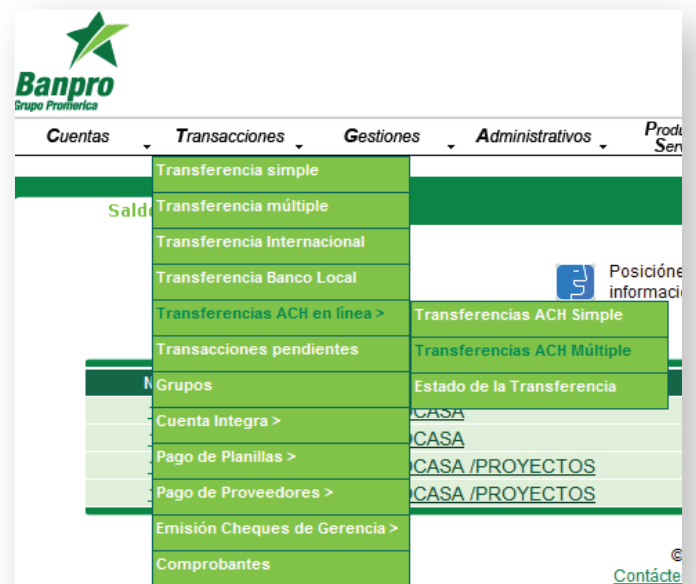 Banpro
Grupo Promerica
Cuentas Transacciones Gestiones Administrativos
Transferencia simple
Transferencia múltiple
Transferencia Internacional
Transferencia Banco Local
Transferencias ACH en línea >
Transferencias ACH Simple
Transacciones pendientes
Transferencias ACH Múltiple
Grupos
Estado de la Transferencia
Cuenta Integra >
CASA
Pago de Planillas >
CASA /PROYECTOS
Pago de Proveedores >
CASA /PROYECTOS
Emisión Cheques de Gerencia >
Comprobantes
©